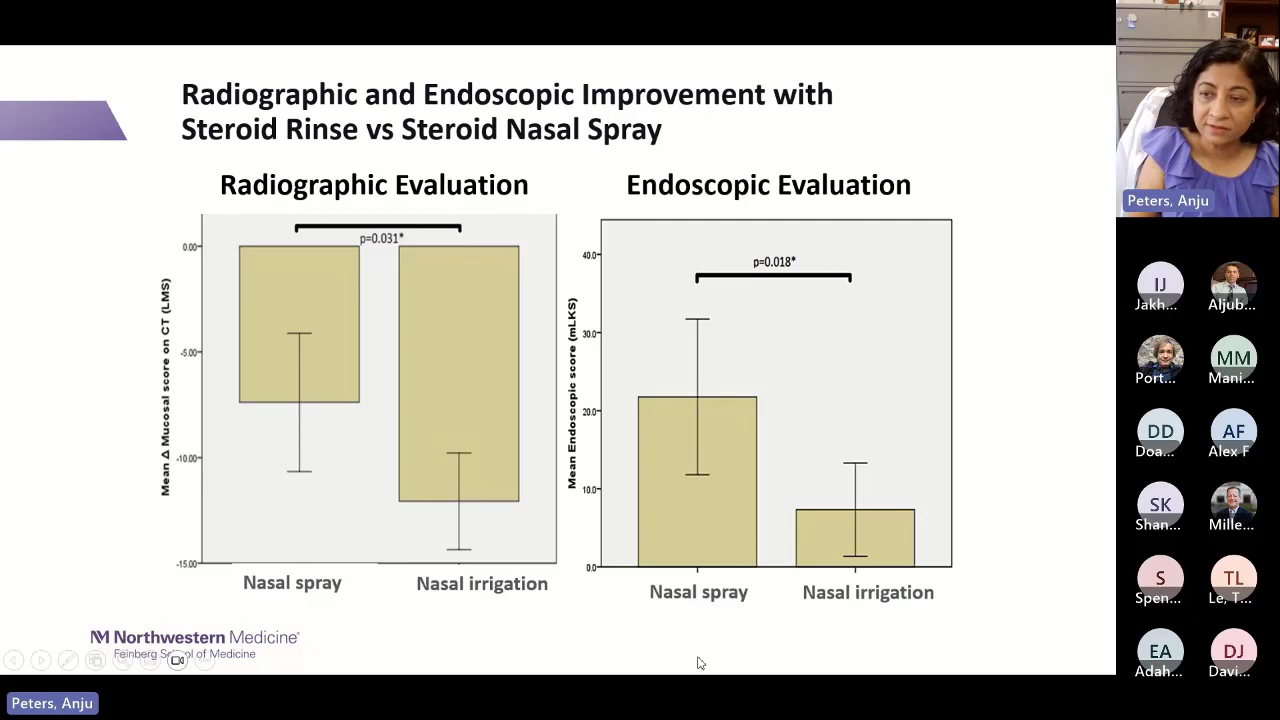 Radiographic and Endoscopic Improvement with
Steroid Rinse vs Steroid Nasal Spray
Radiographic Evaluation
Endoscopic Evaluation
Mean Δ Mucosal score on CT (LMS)
0.00
-5.00
-10.00
-15.00
p=0.031*
Nasal spray
Nasal irrigation
Mean Endoscopic score (mLKS)
40.0
30.0
20.0
10.0
0.0
p=0.018*
Nasal spray
Nasal irrigation
NM Northwestern Medicine®
Feinberg School of Medicine
Peters, Anju
Peters, Anju
IJ
Jakh...
Aljub...
Port...
MM
Mani...
DD
Doa...
AF
Alex F
SK
Shan...
Mille...
S
Spen...
TL
Le, T...
EA
Adah...
DJ
Davi...